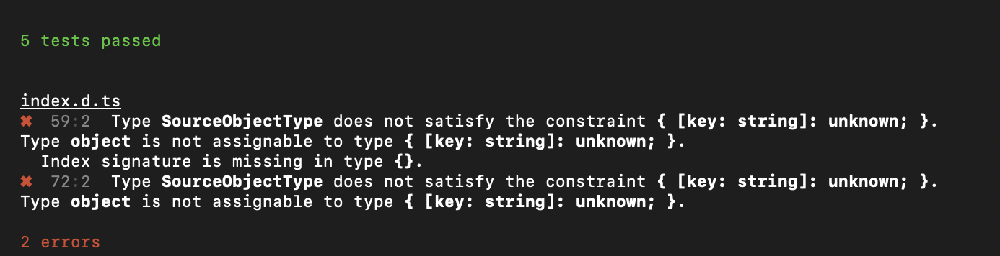 5 tests passed
index.d.ts
✖ 59:2 Type SourceObjectType does not satisfy the constraint { [key: string]: unknown; }.
Type object is not assignable to type { [key: string]: unknown; }.
Index signature is missing in type {}.
✖ 72:2 Type SourceObjectType does not satisfy the constraint { [key: string]: unknown; }.
Type object is not assignable to type { [key: string]: unknown; }.
2 errors